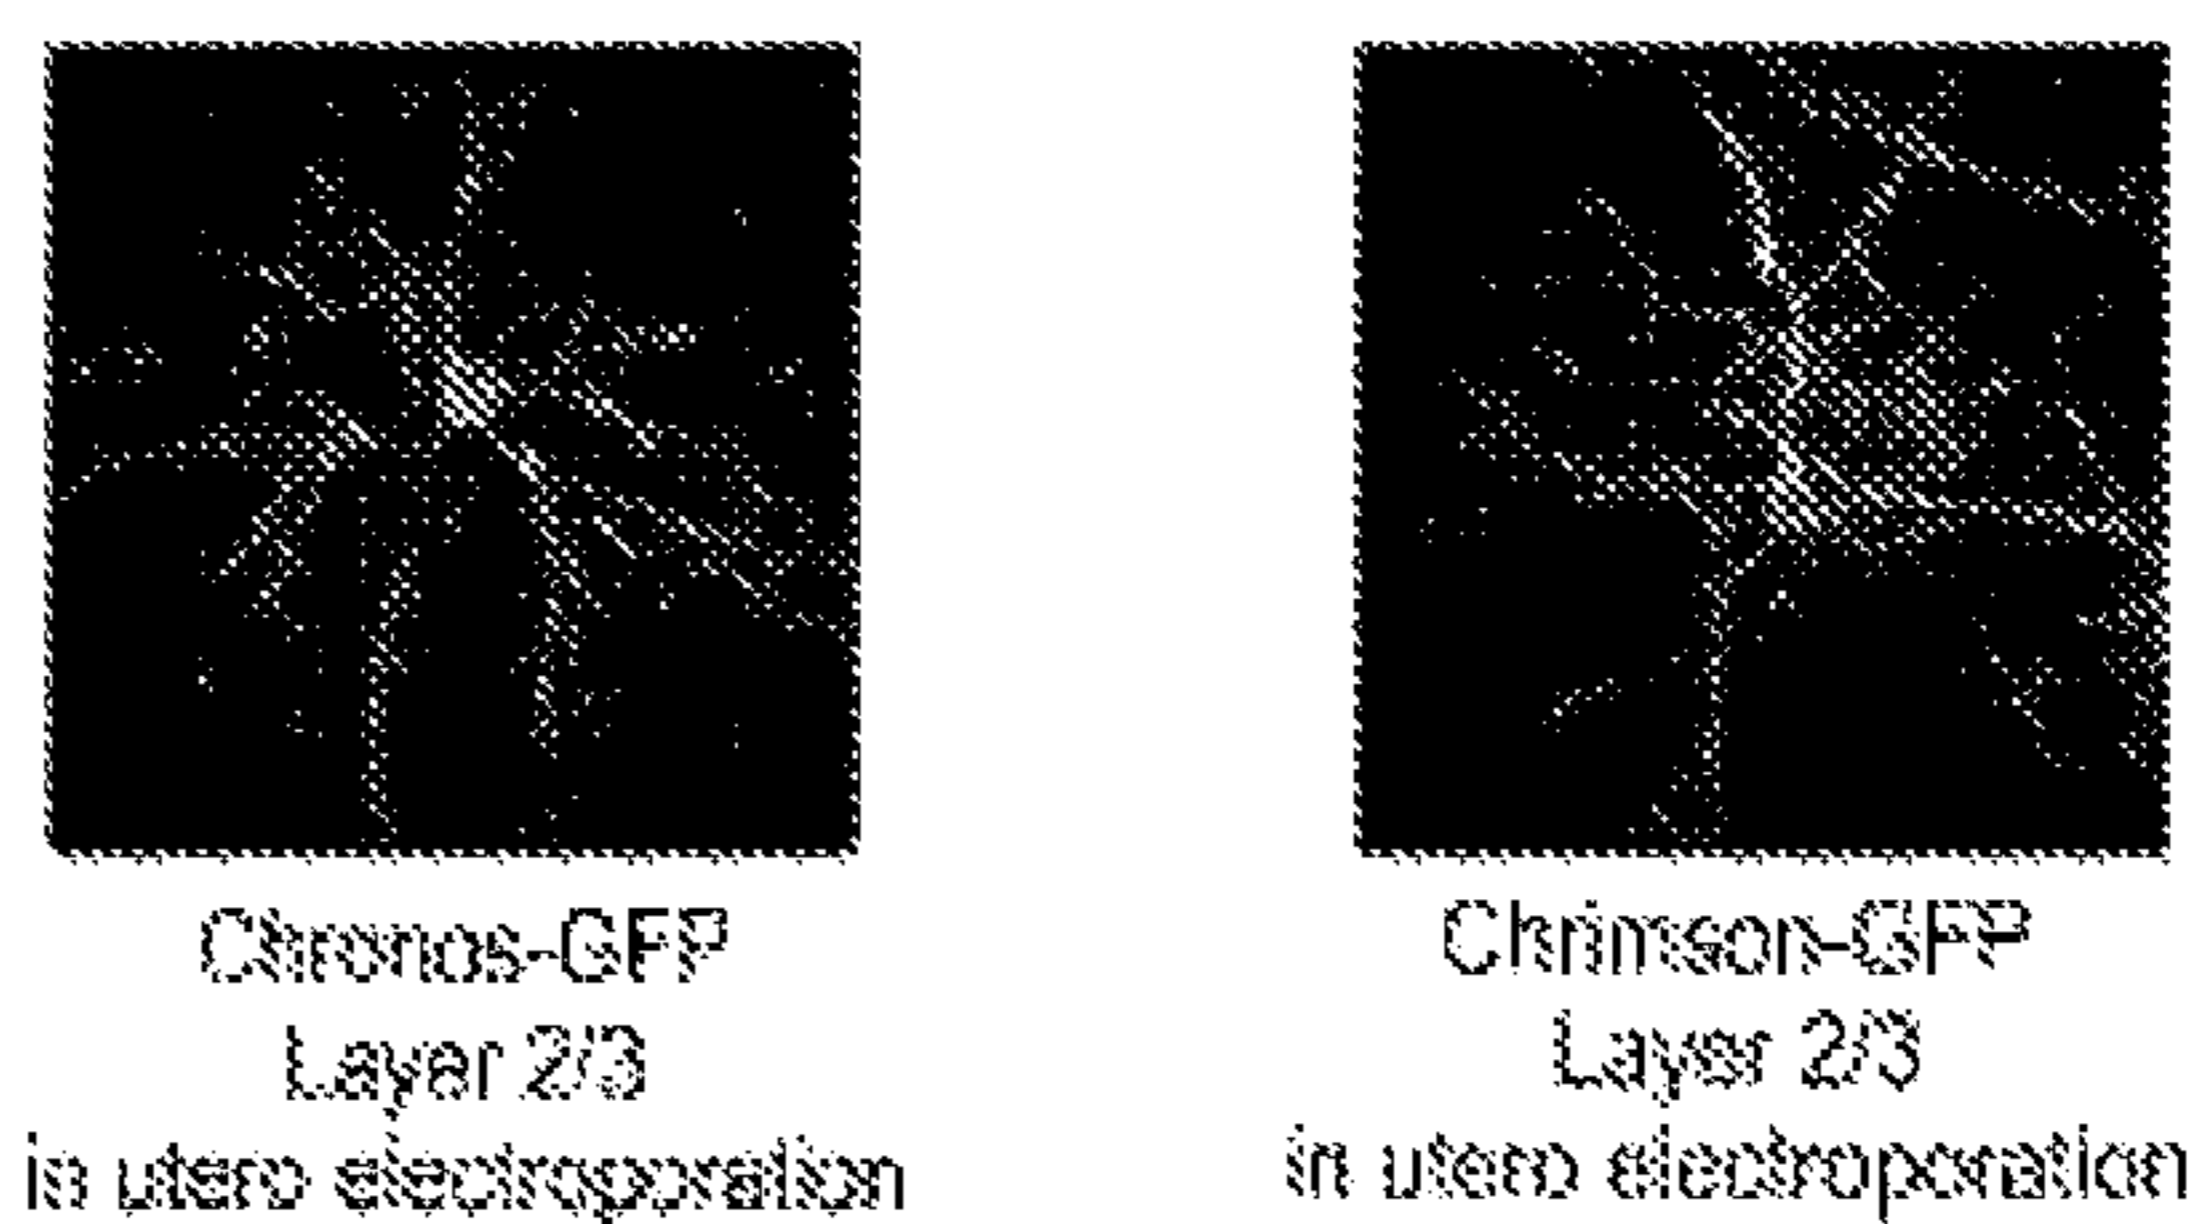 Chronos-GFP
Layer 2/3
in utero electroporation
Chrimson-GFP
Layer 2/3
in utero electroporation